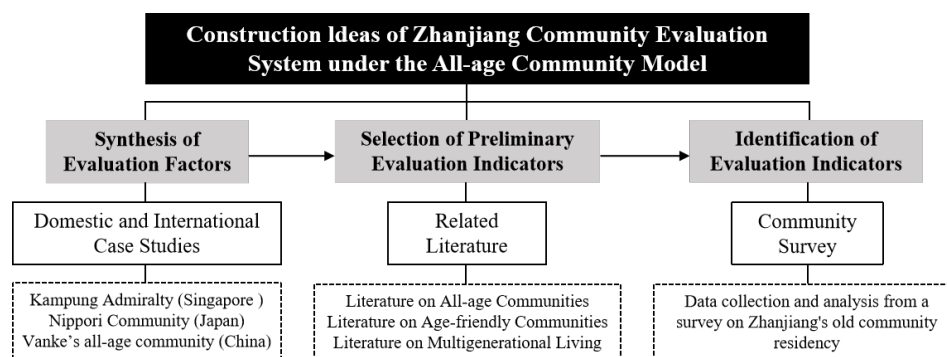 Construction Ideas of Zhanjiang Community Evaluation
System under the All-age Community Model
Synthesis of
Evaluation Factors
Selection of Preliminary
Evaluation Indicators
Identification of
Evaluation Indicators
Domestic and International
Case Studies
Related
Literature
Community
Survey
Kampung Admiralty (Singapore )
Nippori Community (Japan)
Vanke's all-age community (China)
Literature on All-age Communities
Literature on Age-friendly Communities
Literature on Multigenerational Living
Data collection and analysis from a
survey on Zhanjiang's old community
residency